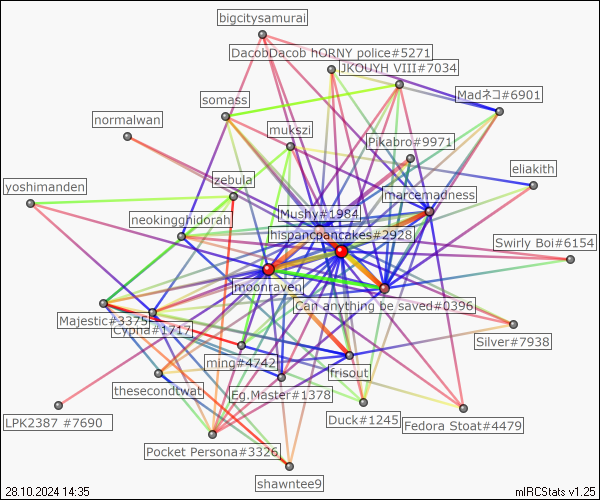 bigcitysamurai
DacobDacob hORNY police#5271
JKOUYH VIII#7034
somass
Madネコ#6901
normalwan
mukszi
Pikabro#9971
eliakith
zebula
yoshimanden
marcemadness
Mushy#1984
neokingghidorah
hispanopancakes#2928
Swirly Boi#6154
moonraven
Can anything be saved#0396
Majestic#3375
Cypha#1717
Silver#7938
ming#4742
frisout
thesecondtwat
Eg.Master#1378
LPK2387 #7690
Duck#1245
Fedora Stoat#4479
Pocket Persona#3326
shawntee9
28.10.2024 14:35
mIRCStats v1.25